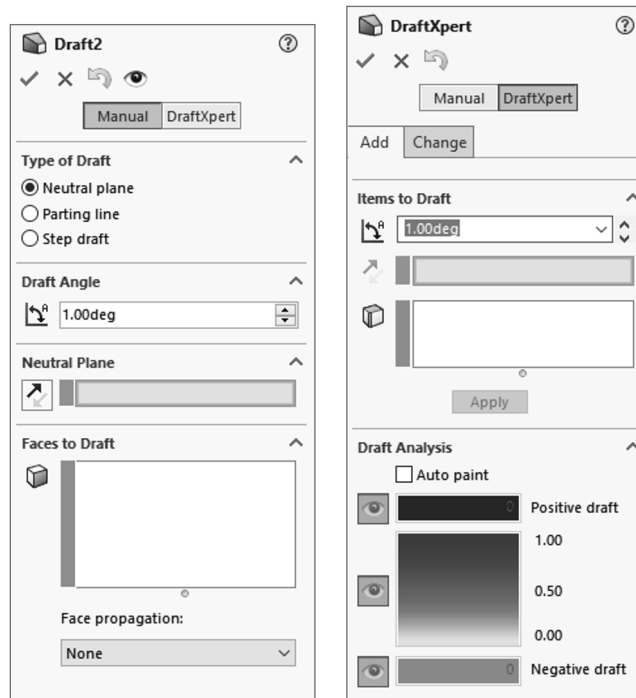 Draft2
Manual DraftXpert
Type of Draft
Neutral plane
Parting line
Step draft
Draft Angle
A
1.00deg
Neutral Plane
Faces to Draft
Face propagation:
None
DraftXpert
Manual DraftXpert
Add Change
Items to Draft
A
1.00deg
Apply
Draft Analysis
Auto paint
0 Positive draft
1.00
0.50
0.00
0 Negative draft